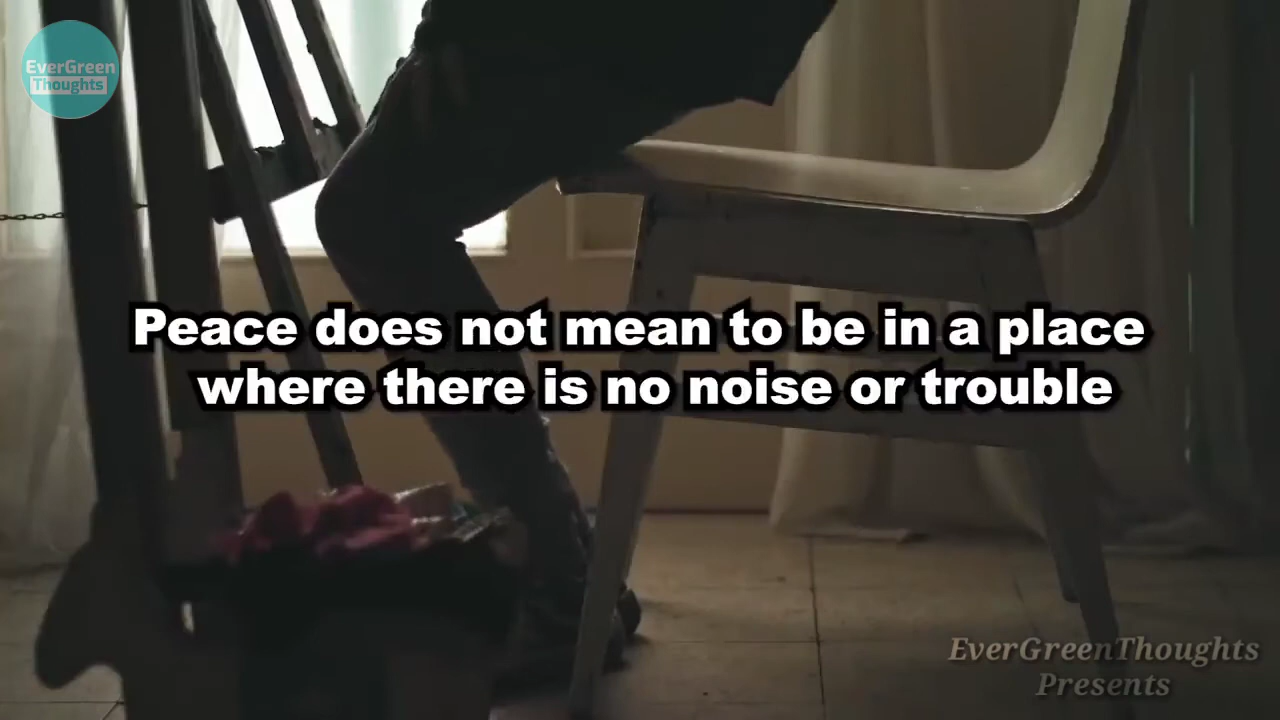 EverGreen
Thoughts
Peace does not mean to be in a place
where there is no noise or trouble
EverGreenThoughts
Presents